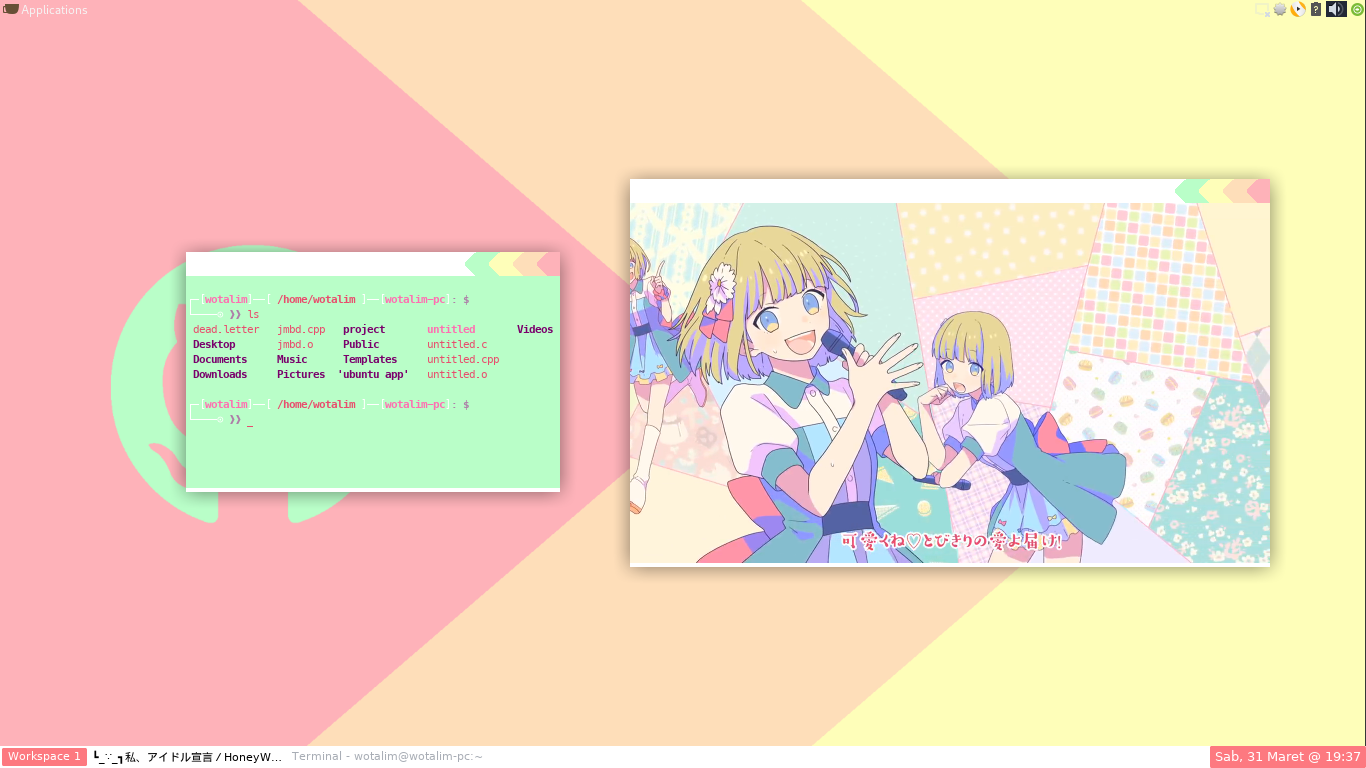 Applications
┌─[wotalim]──[ /home/wotalim ]──[wotalim-pc]: $
└─────○ ❯❯ ls
dead.letter jmbd.cpp project untitled Videos
Desktop jmbd.o Public untitled.c
Documents Music Templates untitled.cpp
Downloads Pictures 'ubuntu app' untitled.o
┌─[wotalim]──[ /home/wotalim ]──[wotalim-pc]: $
└─────○ ❯❯ _
可愛くね♡とびきりの愛よ届け!
Workspace 1 ┗_∵_┓私、アイドル宣言 / HoneyW... Terminal - wotalim@wotalim-pc:~ Sab, 31 Maret @ 19:37